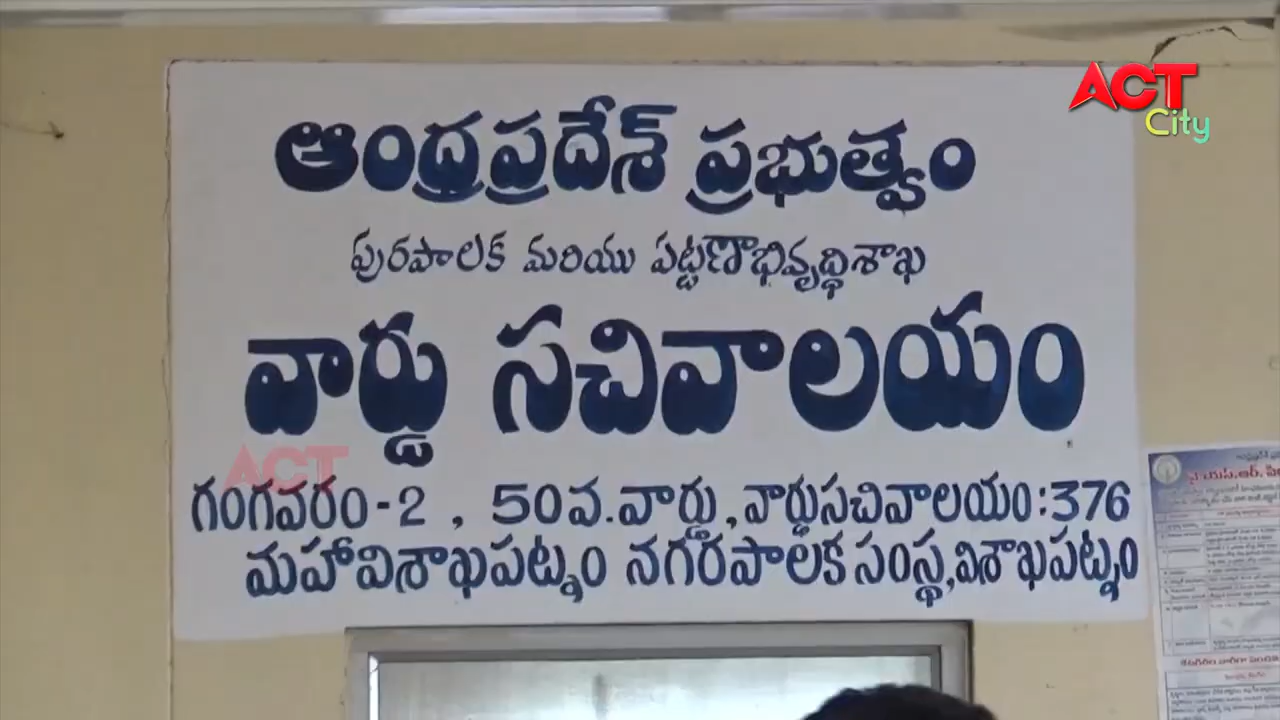 ఆంధ్రప్రదేశ్ ప్రభుత్వం
పురపాలక మరియు పట్టణాభివృద్ధిశాఖ
వార్డు సచివాలయం
గంగవరం-2 , 50వ.వార్డు, వార్డుసచివాలయం:376
మహావిశాఖపట్నం నగరపాలక సంస్థ,విశాఖపట్నం
ACT
City
ACT